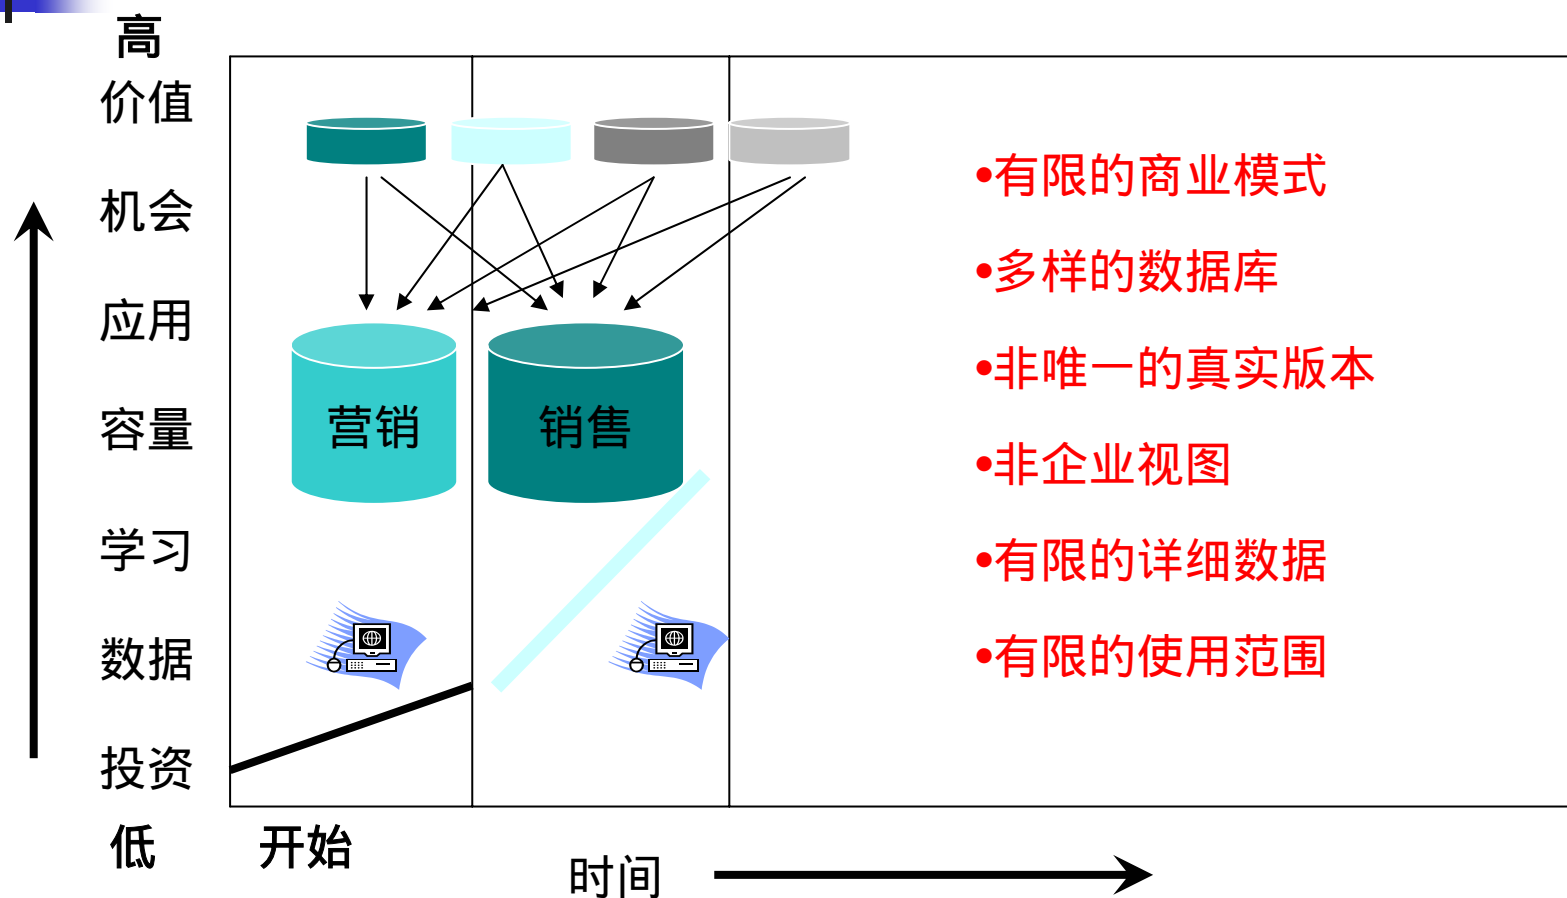 高
价值
机会
应用
容量
学习
数据
投资
低
开始
时间
营销
销售
•有限的商业模式
•多样的数据库
•非唯一的真实版本
•非企业视图
•有限的详细数据
•有限的使用范围